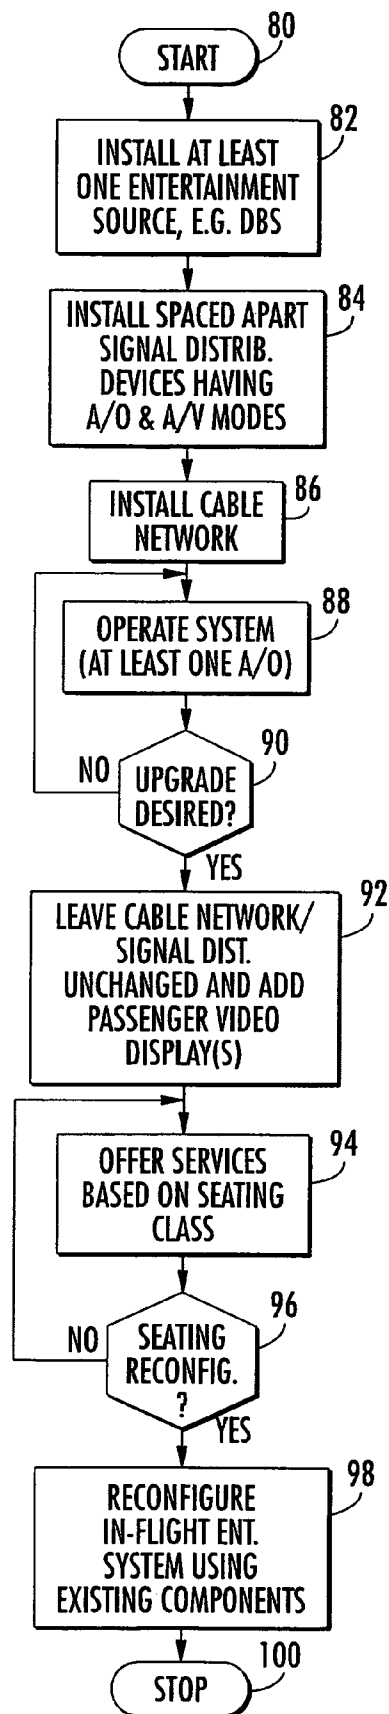 80
START
82
INSTALL AT LEAST
ONE ENTERTAINMENT
SOURCE, E.G. DBS
84
INSTALL SPACED APART
SIGNAL DISTRIB.
DEVICES HAVING
A/O & A/V MODES
86
INSTALL CABLE
NETWORK
88
OPERATE SYSTEM
(AT LEAST ONE A/O)
90
NO
UPGRADE
DESIRED?
YES
92
LEAVE CABLE NETWORK/
SIGNAL DIST.
UNCHANGED AND ADD
PASSENGER VIDEO
DISPLAY(S)
94
OFFER SERVICES
BASED ON SEATING
CLASS
96
NO
SEATING
RECONFIG.
?
YES
98
RECONFIGURE
IN-FLIGHT ENT.
SYSTEM USING
EXISTING COMPONENTS
100
STOP